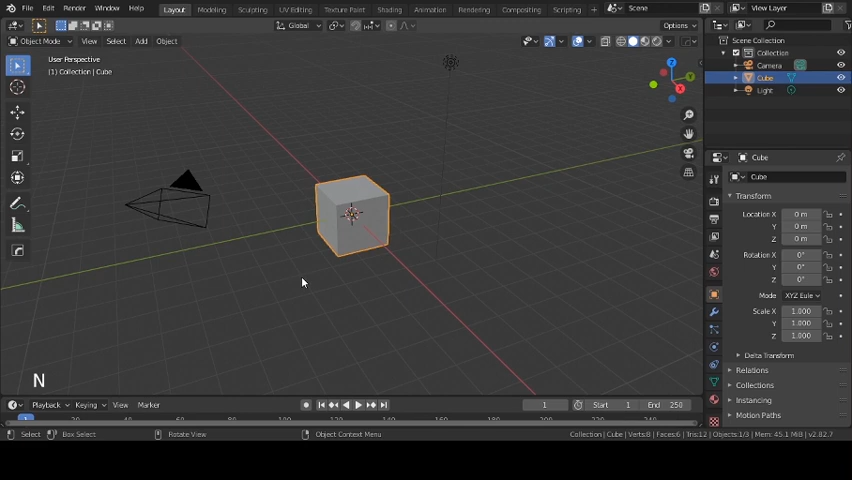 File Edit Render Window Help Layout Modeling Sculpting UV Editing Texture Paint Shading Animation Rendering Compositing Scripting Scene View Layer
Global Options
Object Mode View Select Add Object
User Perspective
(1) Collection | Cube
Z
Y
X
N
Scene Collection
Collection
Camera
Cube
Light
Cube
Cube
Transform
Location X 0 m
Y 0 m
Z 0 m
Rotation X 0°
Y 0°
Z 0°
Mode XYZ Eule
Scale X 1.000
Y 1.000
Z 1.000
Delta Transform
Relations
Collections
Instancing
Motion Paths
Playback Keying View Marker 1 Start 1 End 250
Select Box Select Rotate View Object Context Menu Collection | Cube | Verts:8 | Faces:6 | Tris:12 | Objects:1/3 | Mem: 45.1 MiB | v2.82.7